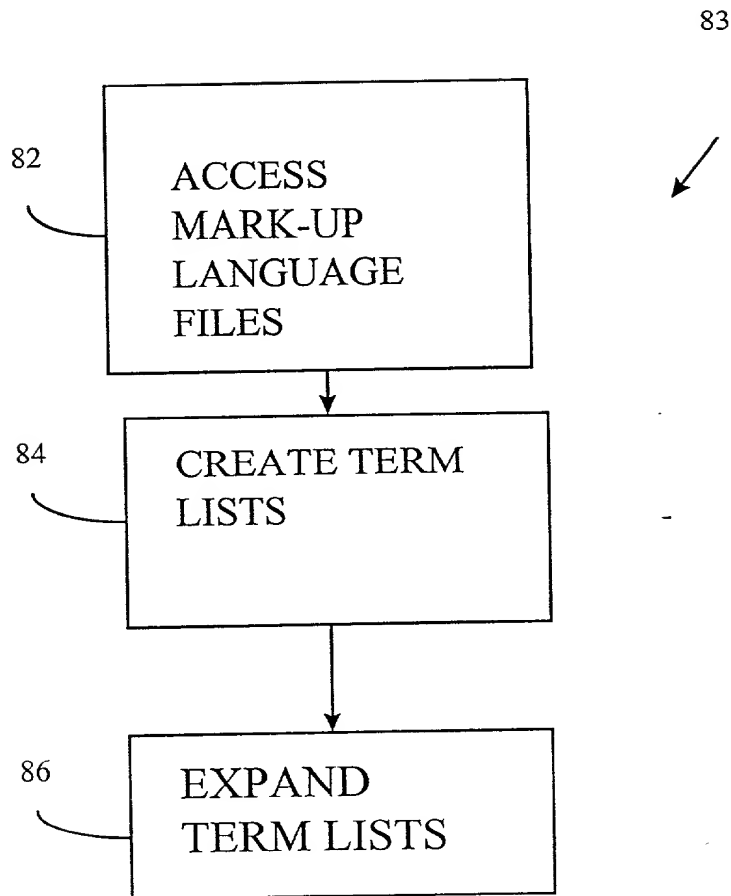 83
82
ACCESS
MARK-UP
LANGUAGE
FILES
84
CREATE TERM
LISTS
86
EXPAND
TERM LISTS